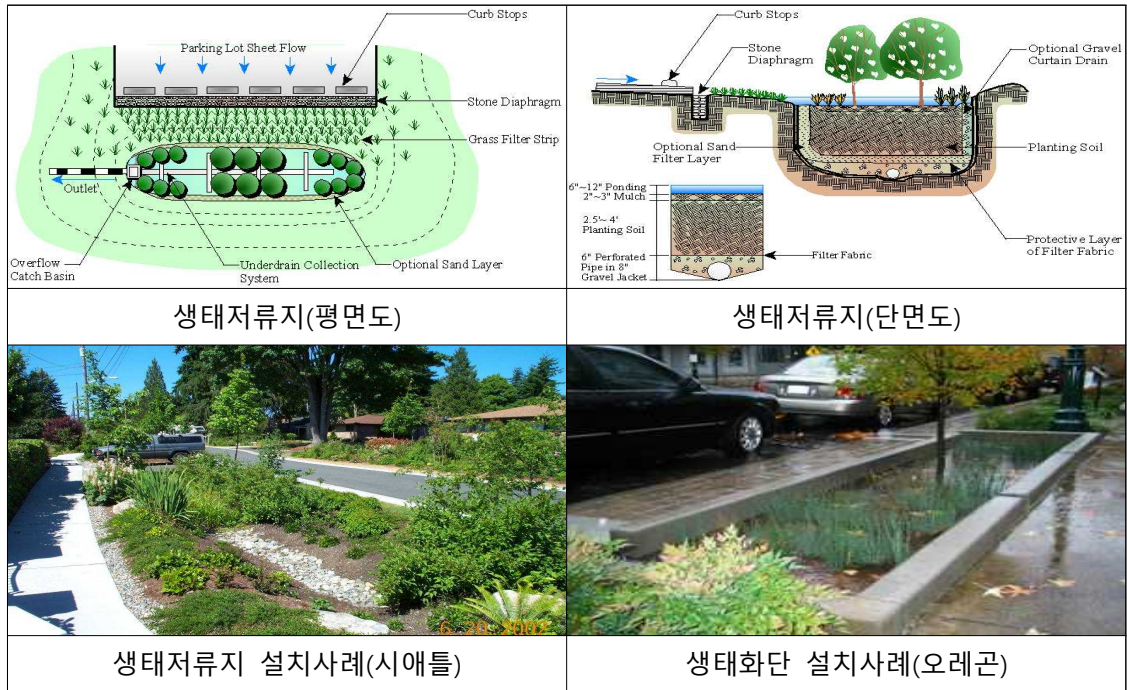 Curb Stops
Parking Lot Sheet Flow
Stone Diaphragm
Grass Filter Strip
Outlet
Overflow
Catch Basin
Underdrain Collection
System
Optional Sand Layer
생태저류지(평면도)
Curb Stops
Stone
Diaphragm
Optional Gravel
Curtain Drain
Optional Sand
Filter Layer
Planting Soil
6"~12" Ponding
2"~3" Mulch
2.5'~ 4'
Planting Soil
6" Perforated
Pipe in 8"
Gravel Jacket
Filter Fabric
Protective Layer
of Filter Fabric
생태저류지(단면도)
6 20 2002
생태저류지 설치사례(시애틀)
생태화단 설치사례(오레곤)